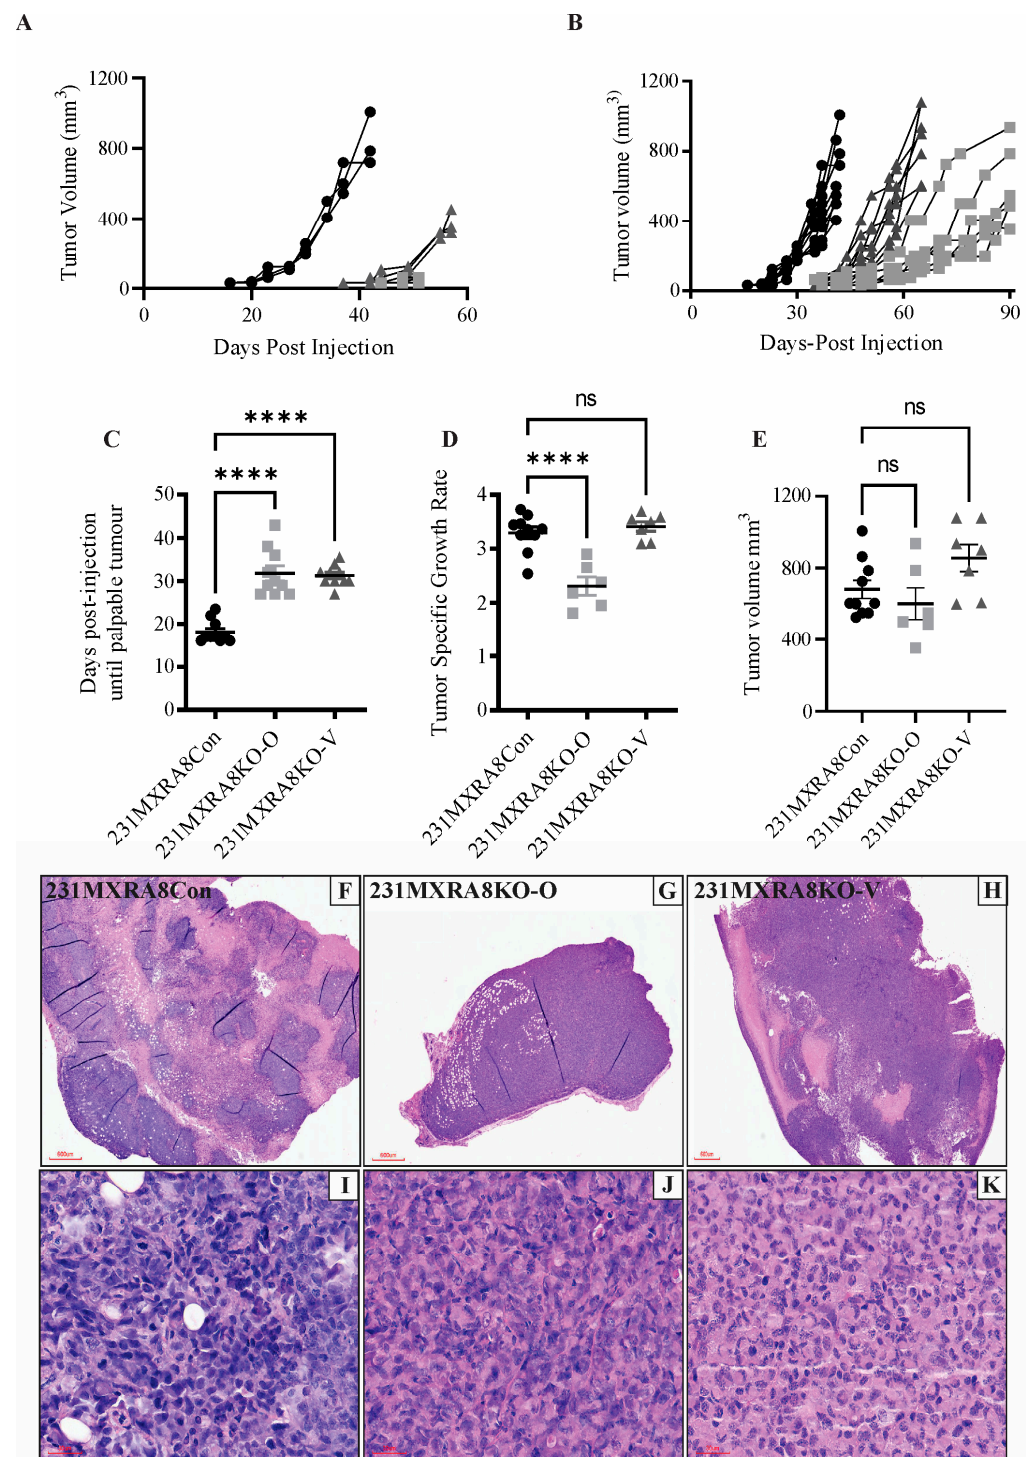 A
B
Tumor Volume (mm3)
1200
800
400
0
0
20
40
60
Days Post Injection
Tumor volume (mm3)
1200
800
400
0
0
30
60
90
Days-Post Injection
C
****
****
Days post-injection
until palpable tumour
50
40
30
20
10
0
231MXRA8Con
231MXRA8KO-O
231MXRA8KO-V
D
ns
****
Tumor Specific Growth Rate
4
3
2
1
0
231MXRA8Con
231MXRA8KO-O
231MXRA8KO-V
E
ns
ns
Tumor volume mm3
1200
800
400
0
231MXRA8Con
231MXRA8KO-O
231MXRA8KO-V
231MXRA8Con
F
231MXRA8KO-O
G
231MXRA8KO-V
H
600um
600um
600um
I
J
K